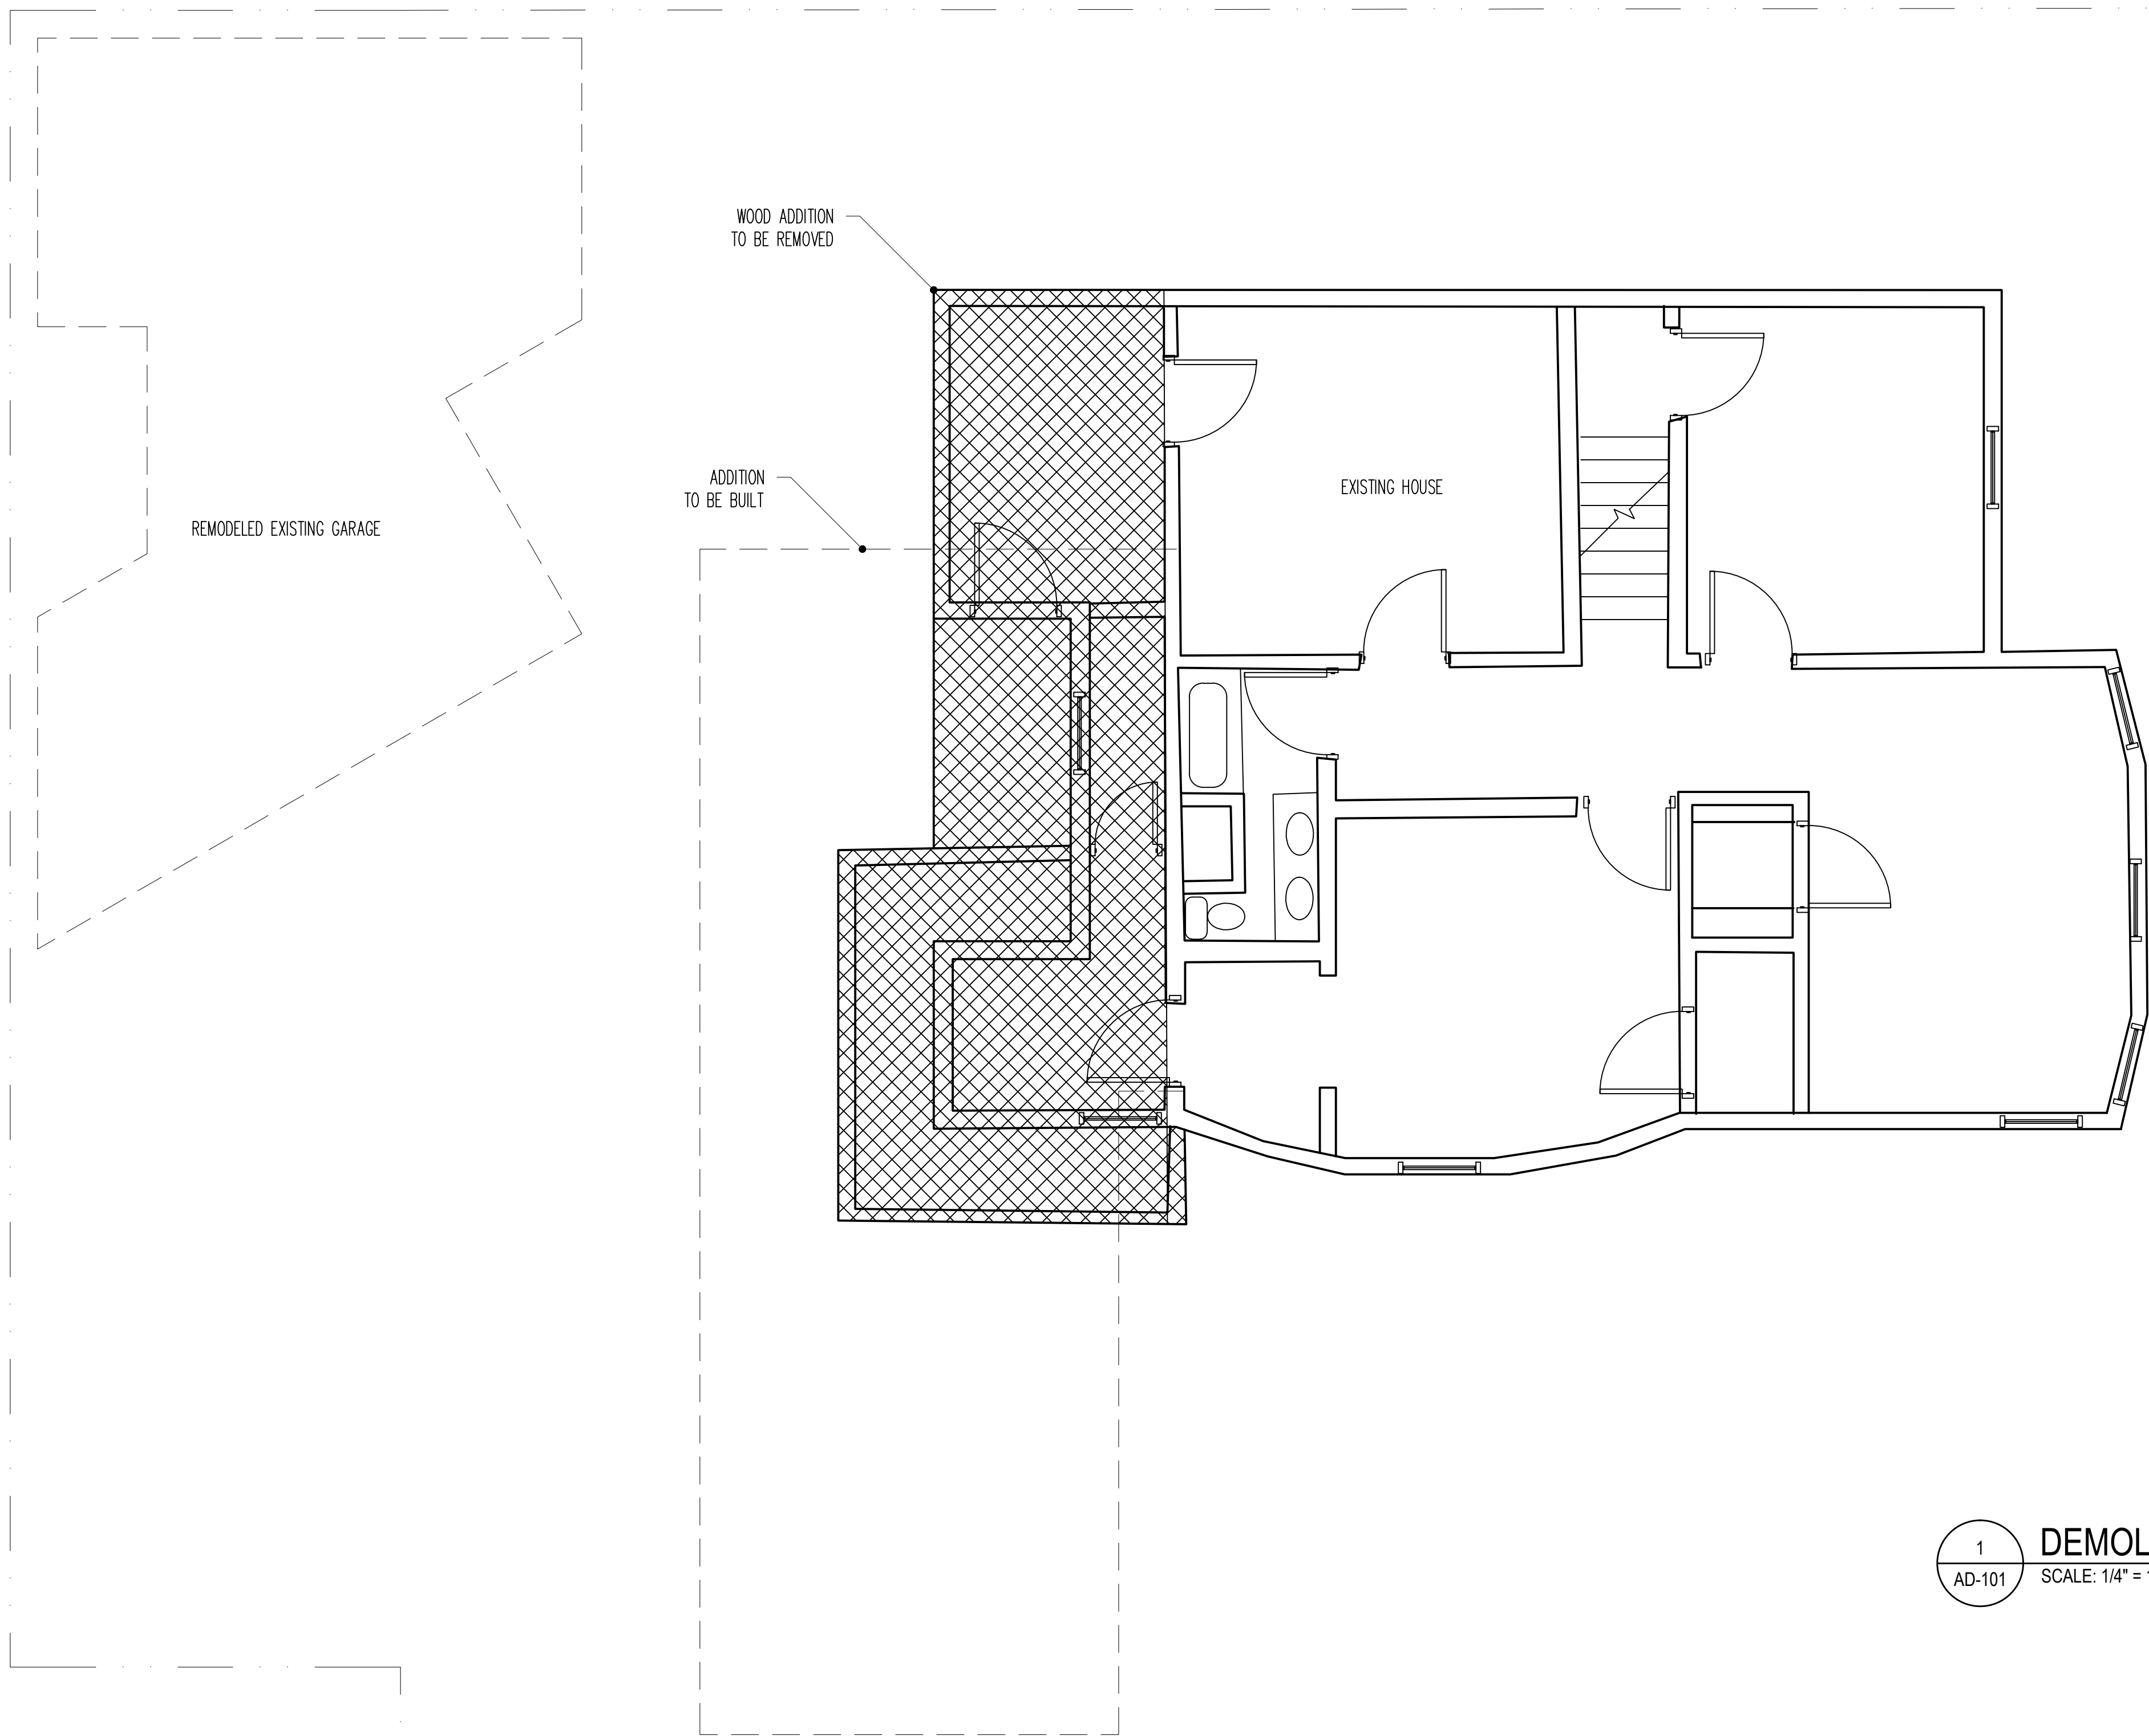 WOOD ADDITION
TO BE REMOVED
ADDITION
TO BE BUILT
EXISTING HOUSE
REMODELED EXISTING GARAGE
1
AD-101
DEMOL
SCALE: 1/4" = 1